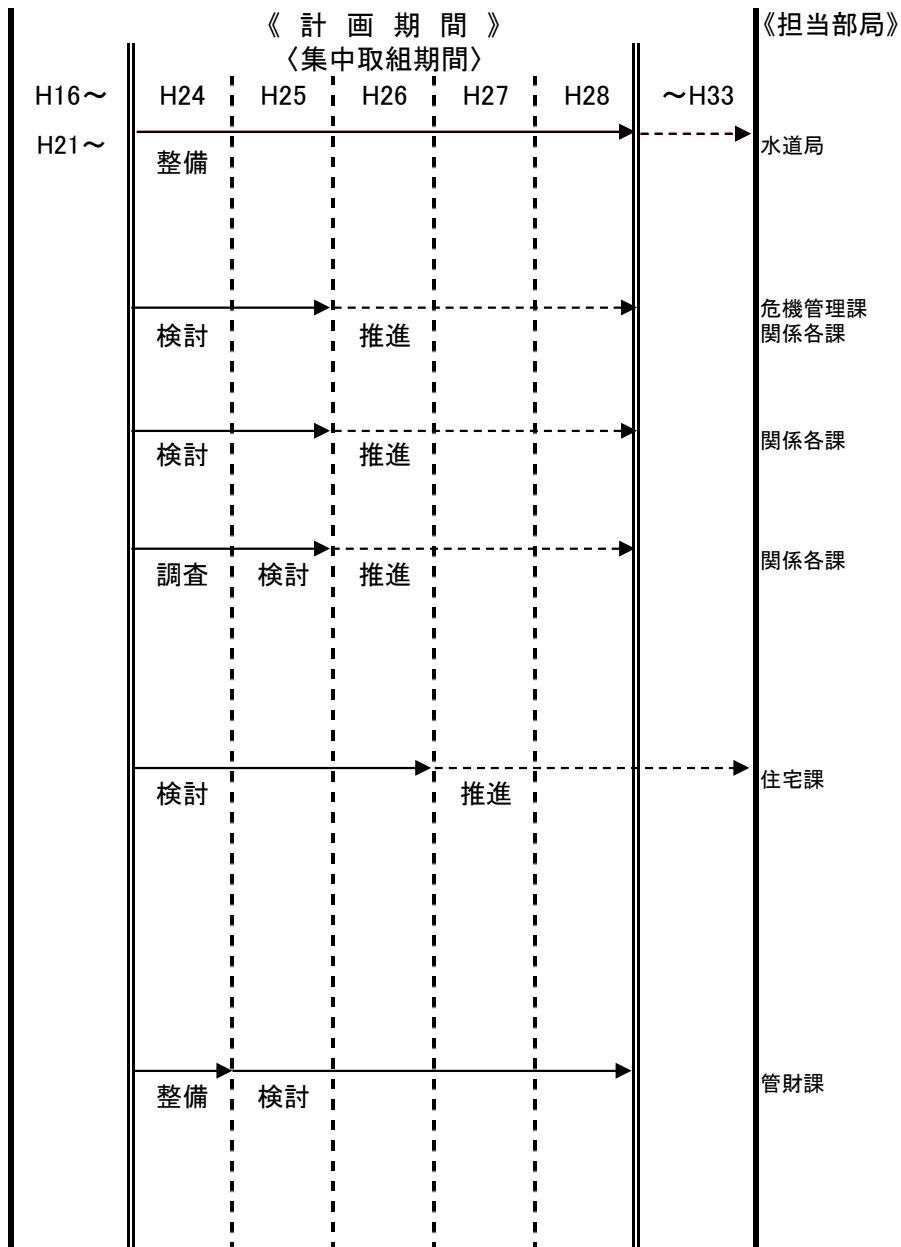 《 計 画 期 間 》 《担当部局》
〈集中取組期間〉
H16～ H24 H25 H26 H27 H28 ～H33
H21～ 水道局
整備
危機管理課
検討 推進 関係各課
検討 推進 関係各課
調査 検討 推進 関係各課
検討 推進 住宅課
整備 検討 管財課